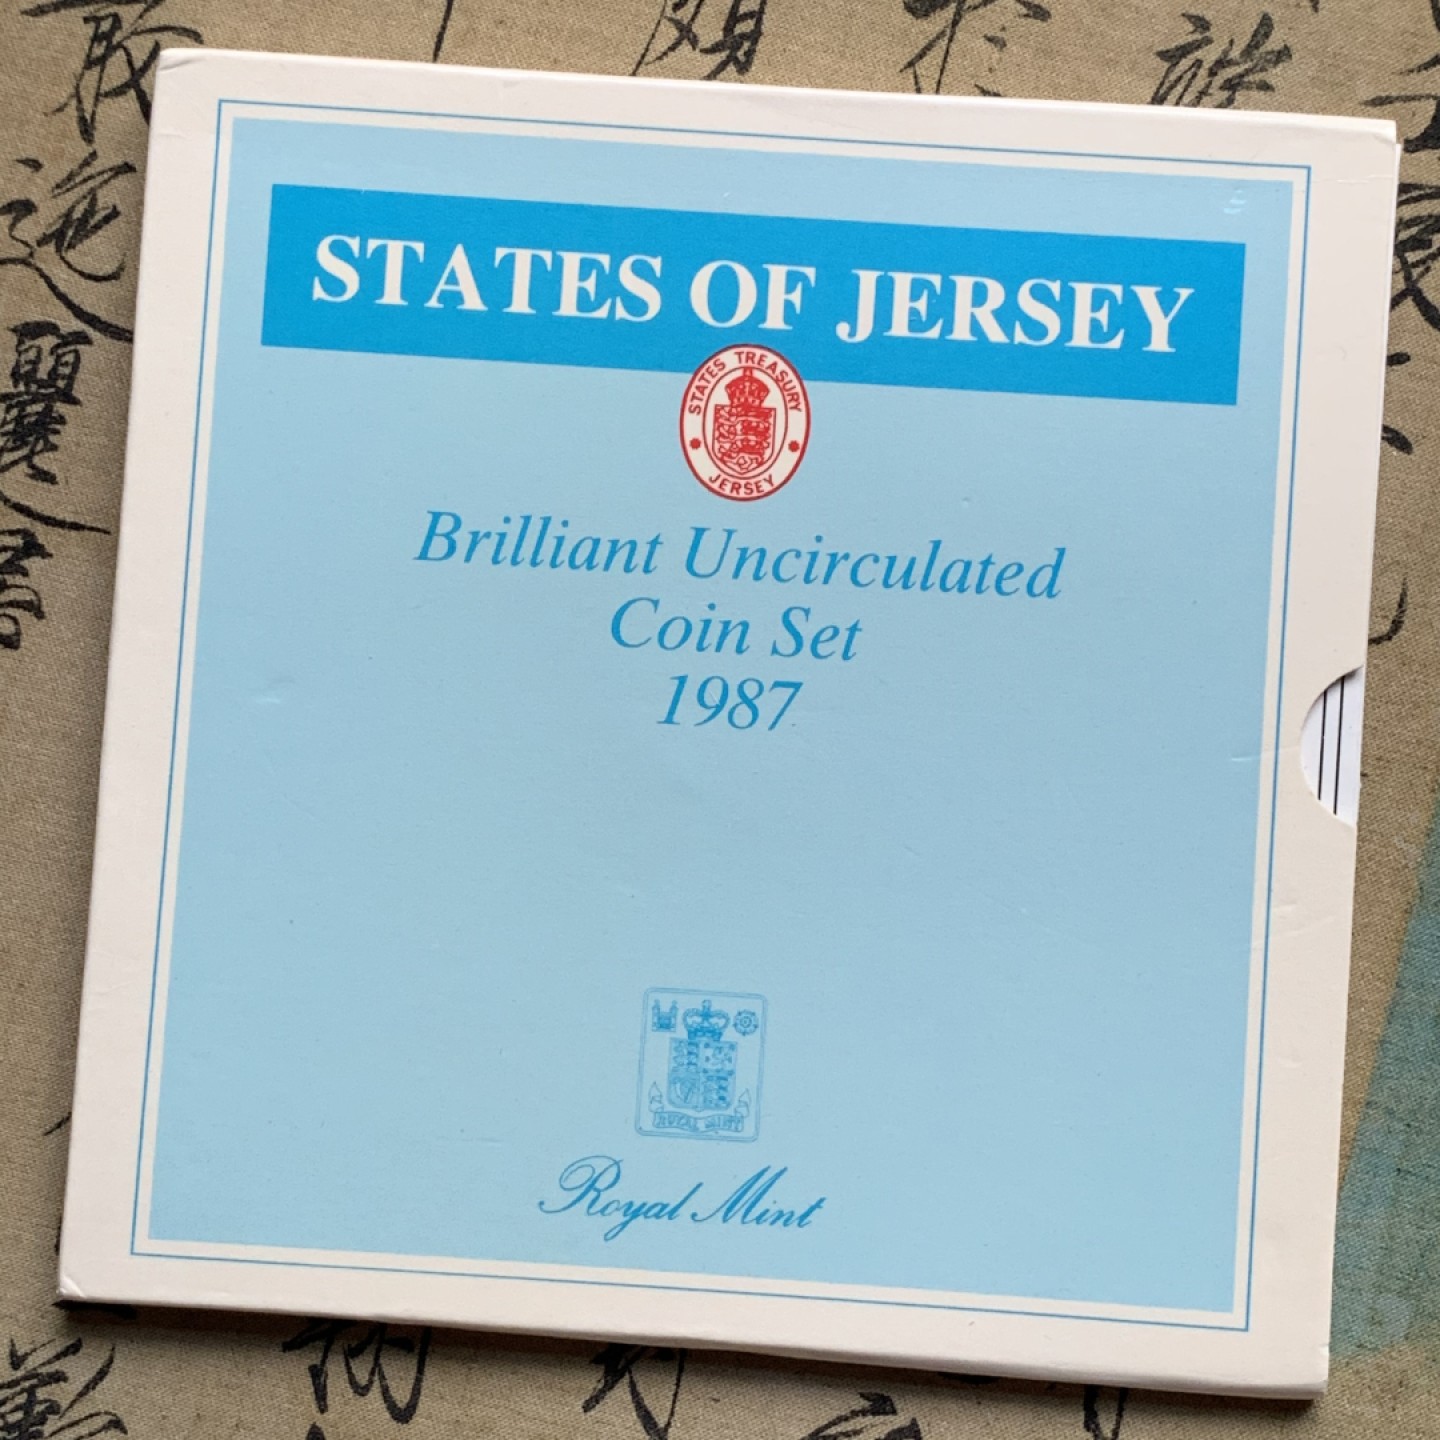 STATES OF JERSEY
STATES TREASURY
JERSEY
Brilliant Uncirculated
Coin Set
1987
ROYAL MINT
Royal Mint